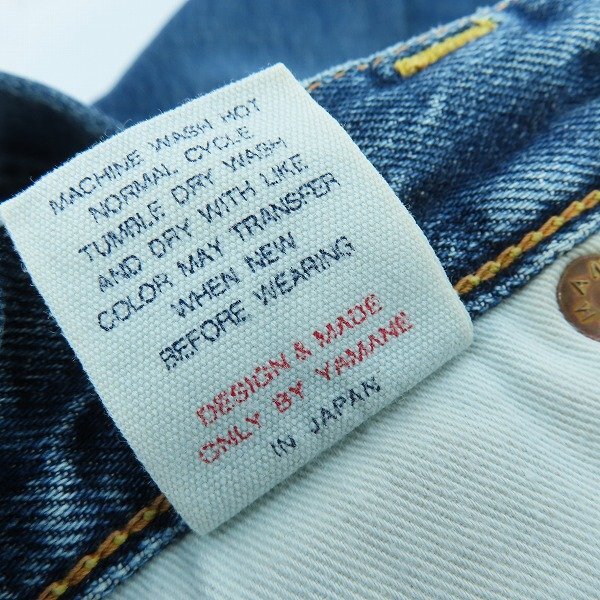 MACHINE WASH HOT
NORMAL CYCLE
TUMBLE DRY WASH
AND DRY WITH LIKE
COLOR MAY TRANSFER
WHEN NEW
BEFORE WEARING
DESIGN & MADE
ONLY BY YAMANE
IN JAPAN